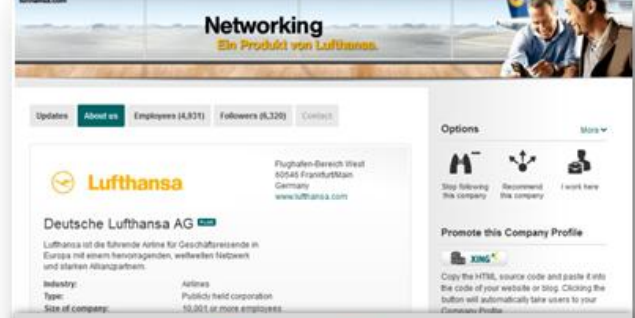 Networking
Ein Produkt von Lufthansa.
Updates
About us
Employees (4,931)
Followers (6,320)
Contact
Lufthansa
Flughafen-Bereich West
60546 Frankfurt/Main
Germany
www.lufthansa.com
Deutsche Lufthansa AG PLUS
Lufthansa ist die führende Airline für Geschäftsreisende in
Europa mit einem hervorragenden, weltweiten Netzwerk
und starken Allianzpartnern.
Industry: Airlines
Type: Publicly held corporation
Size of company: 10,001 or more employees
Options
More
Stop following
this company
Recommend
this company
I work here
Promote this Company Profile
XING
Copy the HTML source code and paste it into
the code of your website or blog. Clicking the
button will automatically take users to your
Company Profile.